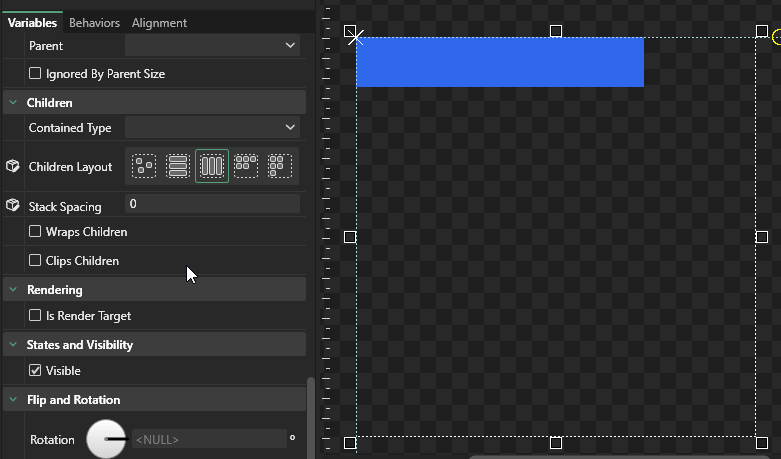 Variables Behaviors Alignment
Parent
Ignored By Parent Size
Children
Contained Type
Children Layout
Stack Spacing 0
Wraps Children
Clips Children
Rendering
Is Render Target
States and Visibility
Visible
Flip and Rotation
Rotation <NULL> °